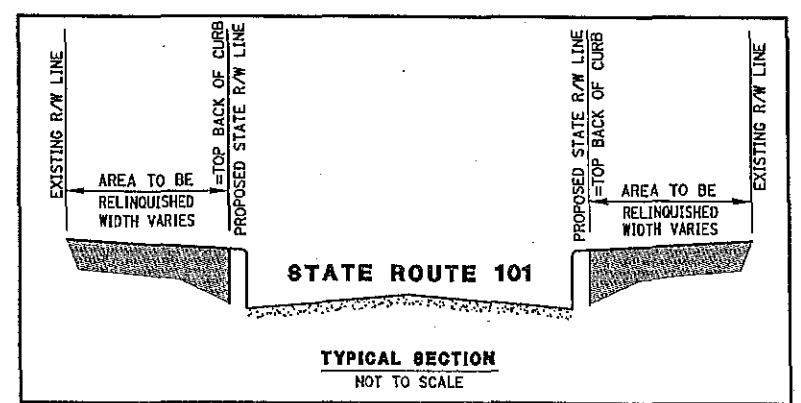 EXISTING R/W LINE
=TOP BACK OF CURB
PROPOSED STATE R/W LINE
PROPOSED STATE R/W LINE
=TOP BACK OF CURB
EXISTING R/W LINE
AREA TO BE
RELINQUISHED
WIDTH VARIES
AREA TO BE
RELINQUISHED
WIDTH VARIES
STATE ROUTE 101
TYPICAL SECTION
NOT TO SCALE